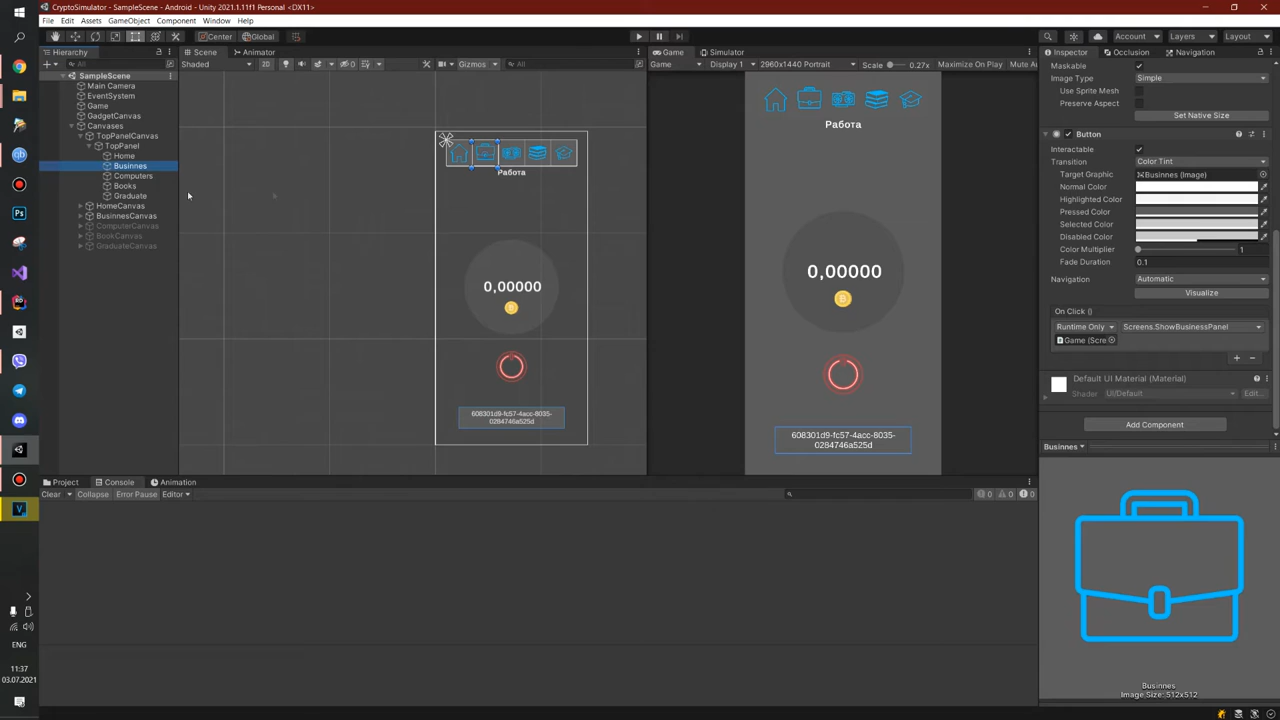 CryptoSimulator - SampleScene - Android - Unity 2021.1.11f1 Personal <DX11>
File Edit Assets GameObject Component Window Help
Center Global Account Layers Layout
Hierarchy Scene Animator Game Simulator Inspector Occlusion Navigation
All Shaded 2D 0 Gizmos All Game Display 1 2960x1440 Portrait Scale 0.27x Maximize On Play Mute Au
SampleScene
Main Camera
EventSystem
Game
GadgetCanvas
Canvases
TopPanelCanvas
TopPanel
Home
Businnes
Computers
Books
Graduate
HomeCanvas
BusinnesCanvas
ComputerCanvas
BookCanvas
GraduateCanvas
Работа
0,00000
608301d9-fc57-4acc-8035-
0284746a525d
Работа
0,00000
608301d9-fc57-4acc-8035-
0284746a525d
Maskable
Image Type Simple
Use Sprite Mesh
Preserve Aspect
Set Native Size
Button
Interactable
Transition Color Tint
Target Graphic Businnes (Image)
Normal Color
Highlighted Color
Pressed Color
Selected Color
Disabled Color
Color Multiplier 1
Fade Duration 0.1
Navigation Automatic
Visualize
On Click ()
Runtime Only Screens.ShowBusinessPanel
Game (Scre
Default UI Material (Material)
Shader UI/Default Edit...
Add Component
Businnes
Businnes
Image Size: 512x512
Project Console Animation
Clear Collapse Error Pause Editor 0 0 0
ENG
11:37
03.07.2021